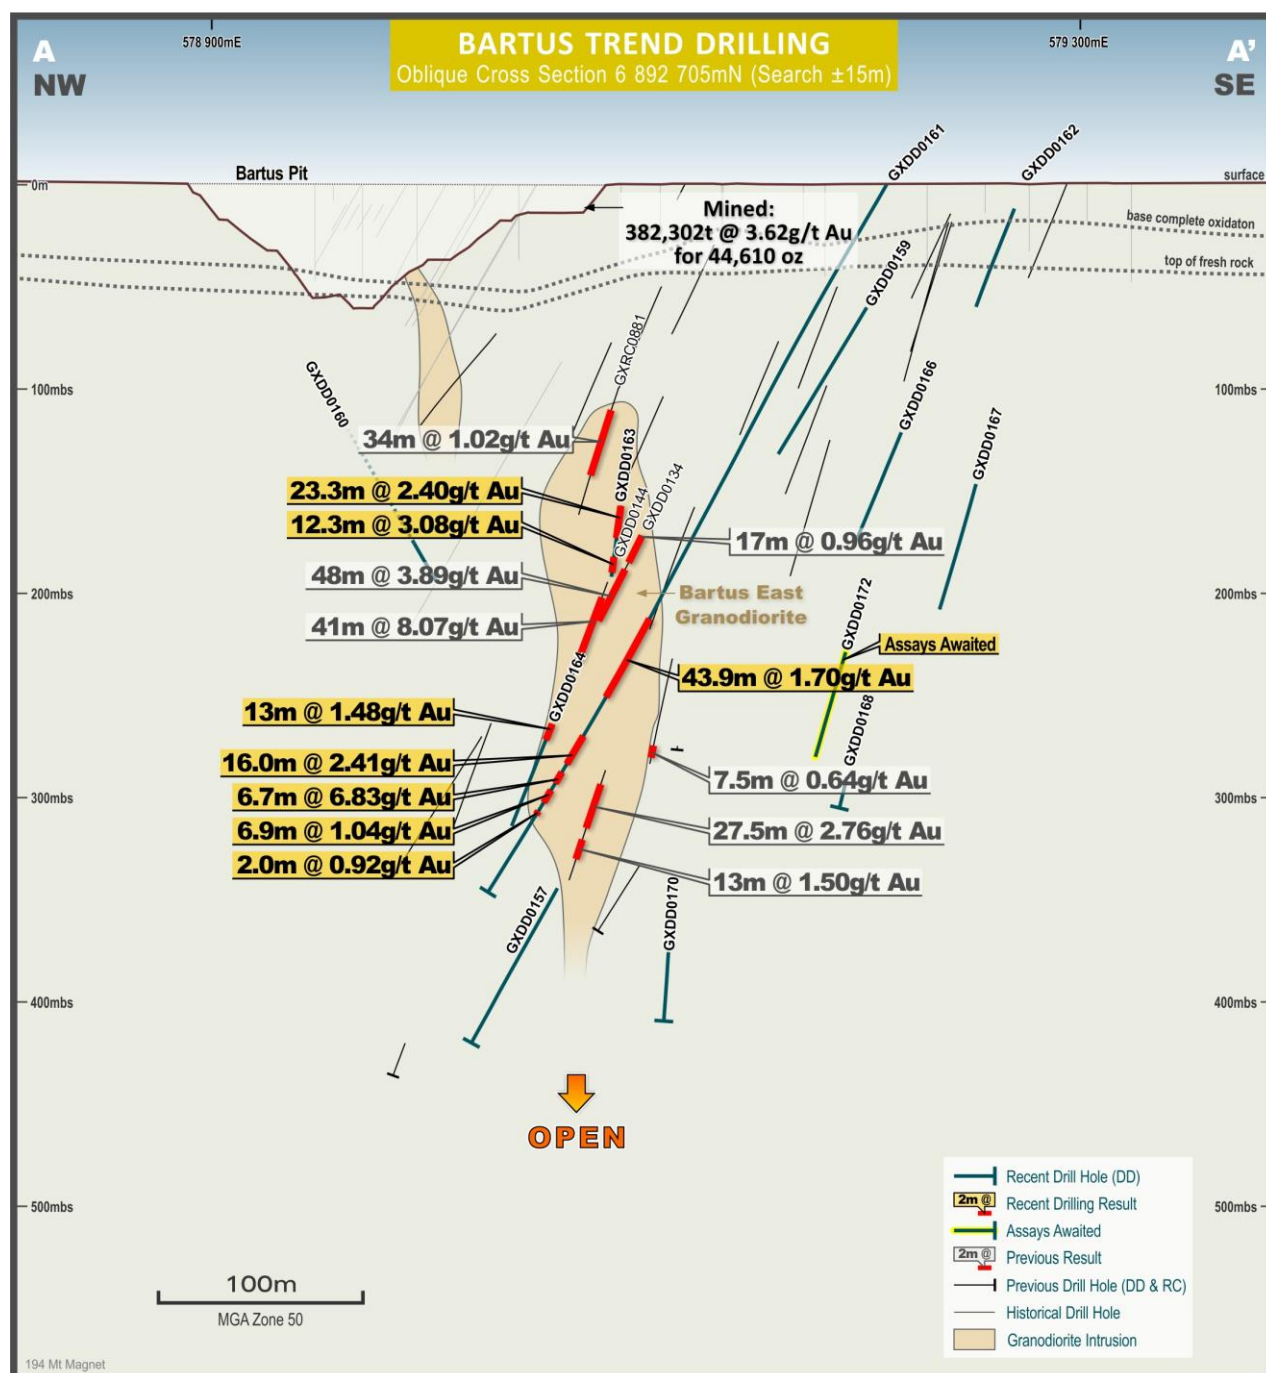 578 900mE
BARTUS TREND DRILLING
579 300mE
A
Oblique Cross Section 6 892 705mN (Search ±15m)
A'
NW
SE
GXDD0161
GXDD0162
Bartus Pit
surface
0m
Mined:
382,302t @ 3.62g/t Au
for 44,610 oz
base complete oxidaton
top of fresh rock
GXDD0159
GXRC0881
GXDD0160
100mbs
100mbs
GXDD0166
GXDD0167
34m @ 1.02g/t Au
GXDD0163
23.3m @ 2.40g/t Au
GXDD0134
12.3m @ 3.08g/t Au
GXDD0144
17m @ 0.96g/t Au
48m @ 3.89g/t Au
200mbs
Bartus East
Granodiorite
200mbs
GXDD0172
41m @ 8.07g/t Au
Assays Awaited
GXDD0164
43.9m @ 1.70g/t Au
13m @ 1.48g/t Au
GXDD0168
16.0m @ 2.41g/t Au
7.5m @ 0.64g/t Au
6.7m @ 6.83g/t Au
300mbs
300mbs
6.9m @ 1.04g/t Au
27.5m @ 2.76g/t Au
2.0m @ 0.92g/t Au
13m @ 1.50g/t Au
GXDD0157
GXDD0170
400mbs
400mbs
OPEN
Recent Drill Hole (DD)
2m @
Recent Drilling Result
500mbs
500mbs
Assays Awaited
2m @
Previous Result
100m
Previous Drill Hole (DD & RC)
MGA Zone 50
Historical Drill Hole
Granodiorite Intrusion
194 Mt Magnet